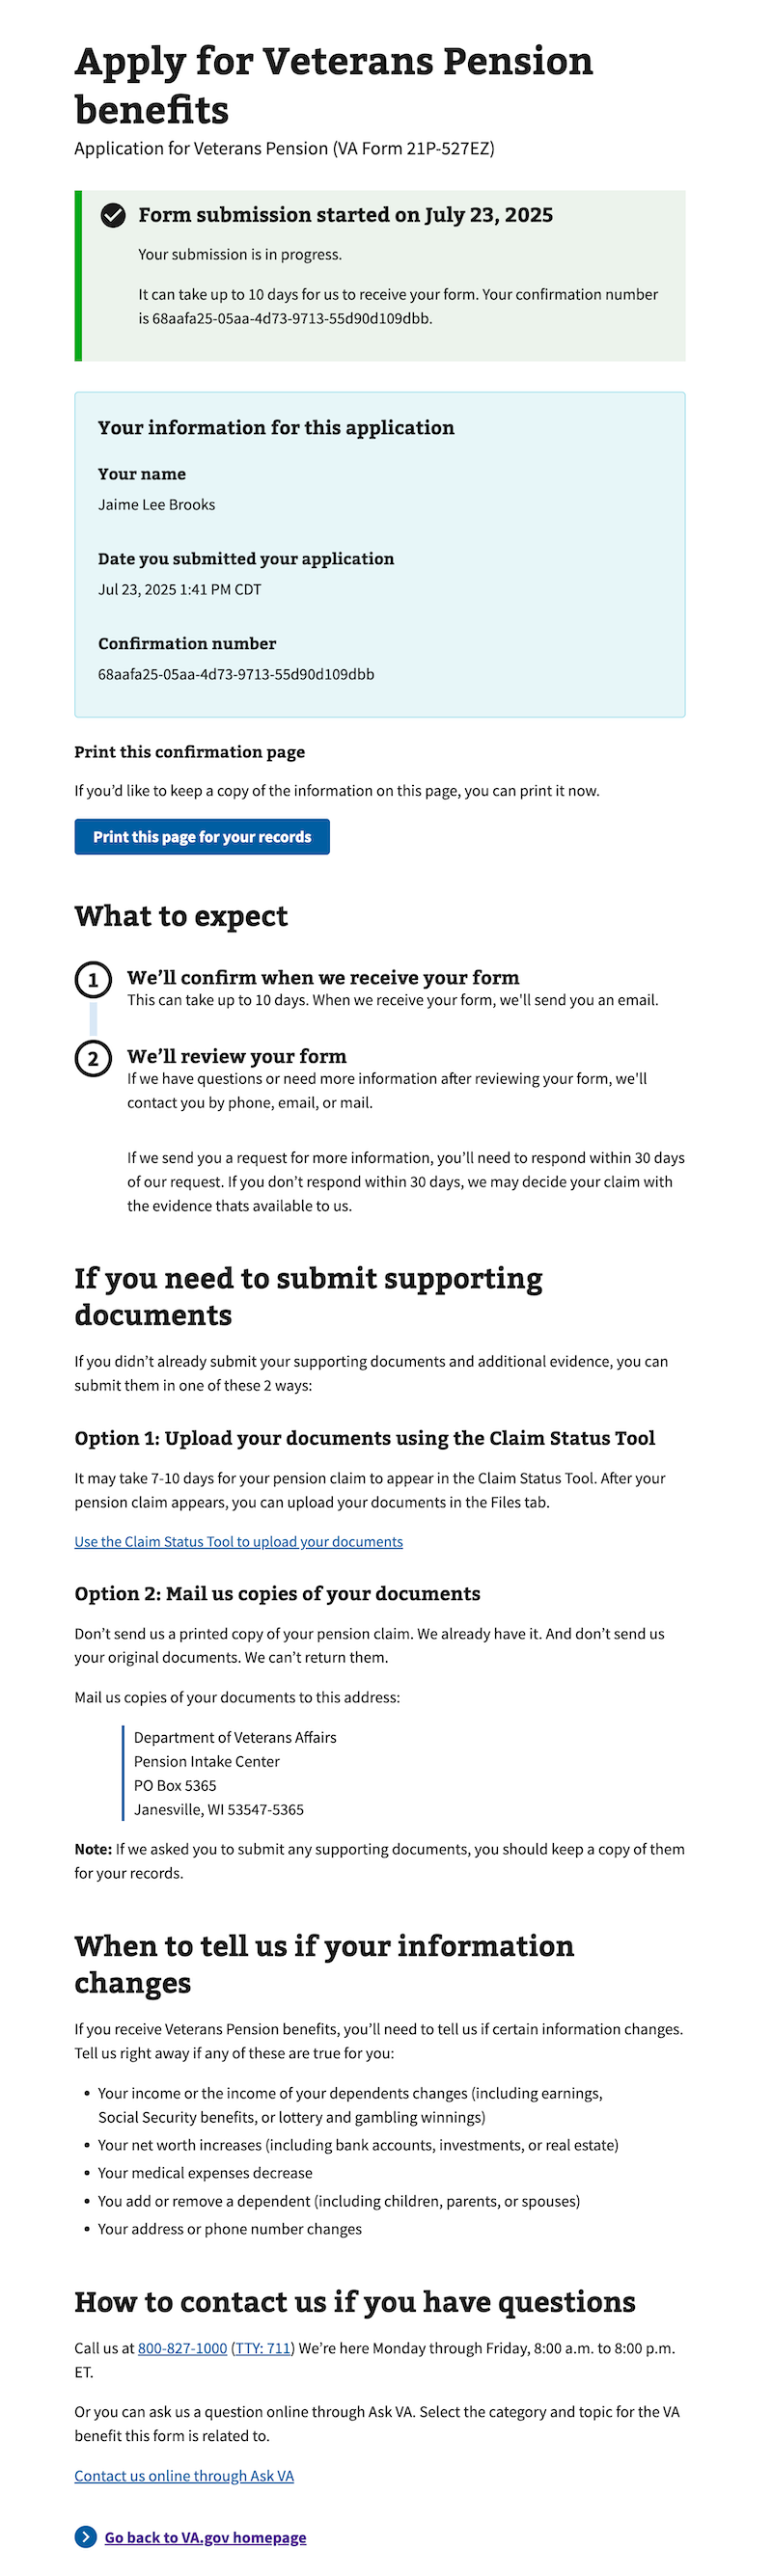 Apply for Veterans Pension
benefits
Application for Veterans Pension (VA Form 21P-527EZ)
Form submission started on July 23, 2025
Your submission is in progress.
It can take up to 10 days for us to receive your form. Your confirmation number
is 68aafa25-05aa-4d73-9713-55d90d109dbb.
Your information for this application
Your name
Jaime Lee Brooks
Date you submitted your application
Jul 23, 2025 1:41 PM CDT
Confirmation number
68aafa25-05aa-4d73-9713-55d90d109dbb
Print this confirmation page
If you’d like to keep a copy of the information on this page, you can print it now.
Print this page for your records
What to expect
1
We’ll confirm when we receive your form
This can take up to 10 days. When we receive your form, we'll send you an email.
2
We’ll review your form
If we have questions or need more information after reviewing your form, we'll
contact you by phone, email, or mail.
If we send you a request for more information, you’ll need to respond within 30 days
of our request. If you don’t respond within 30 days, we may decide your claim with
the evidence thats available to us.
If you need to submit supporting
documents
If you didn’t already submit your supporting documents and additional evidence, you can
submit them in one of these 2 ways:
Option 1: Upload your documents using the Claim Status Tool
It may take 7-10 days for your pension claim to appear in the Claim Status Tool. After your
pension claim appears, you can upload your documents in the Files tab.
Use the Claim Status Tool to upload your documents
Option 2: Mail us copies of your documents
Don’t send us a printed copy of your pension claim. We already have it. And don’t send us
your original documents. We can’t return them.
Mail us copies of your documents to this address:
Department of Veterans Affairs
Pension Intake Center
PO Box 5365
Janesville, WI 53547-5365
Note: If we asked you to submit any supporting documents, you should keep a copy of them
for your records.
When to tell us if your information
changes
If you receive Veterans Pension benefits, you’ll need to tell us if certain information changes.
Tell us right away if any of these are true for you:
• Your income or the income of your dependents changes (including earnings,
Social Security benefits, or lottery and gambling winnings)
• Your net worth increases (including bank accounts, investments, or real estate)
• Your medical expenses decrease
• You add or remove a dependent (including children, parents, or spouses)
• Your address or phone number changes
How to contact us if you have questions
Call us at 800-827-1000 (TTY: 711) We’re here Monday through Friday, 8:00 a.m. to 8:00 p.m.
ET.
Or you can ask us a question online through Ask VA. Select the category and topic for the VA
benefit this form is related to.
Contact us online through Ask VA
Go back to VA.gov homepage